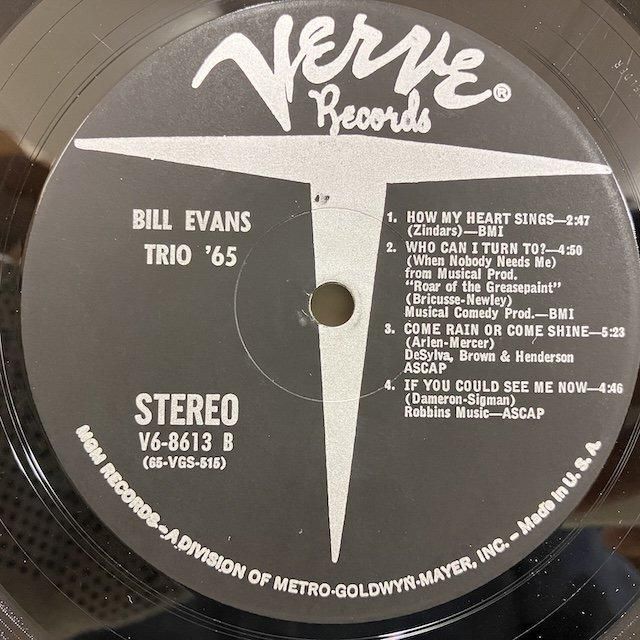 Verve®
Records
BILL EVANS
TRIO '65
STEREO
V6-8613 B
(65-VGS-515)
1. HOW MY HEART SINGS—2:47
(Zindars)—BMI
2. WHO CAN I TURN TO?—4:50
(When Nobody Needs Me)
from Musical Prod.
"Roar of the Greasepaint"
(Bricusse-Newley)
Musical Comedy Prod.—BMI
3. COME RAIN OR COME SHINE—5:23
(Arlen-Mercer)
DeSylva, Brown & Henderson
ASCAP
4. IF YOU COULD SEE ME NOW—4:46
(Dameron-Sigman)
Robbins Music—ASCAP
MGM RECORDS—A DIVISION OF METRO-GOLDWYN-MAYER, INC. – Made in U. S. A.